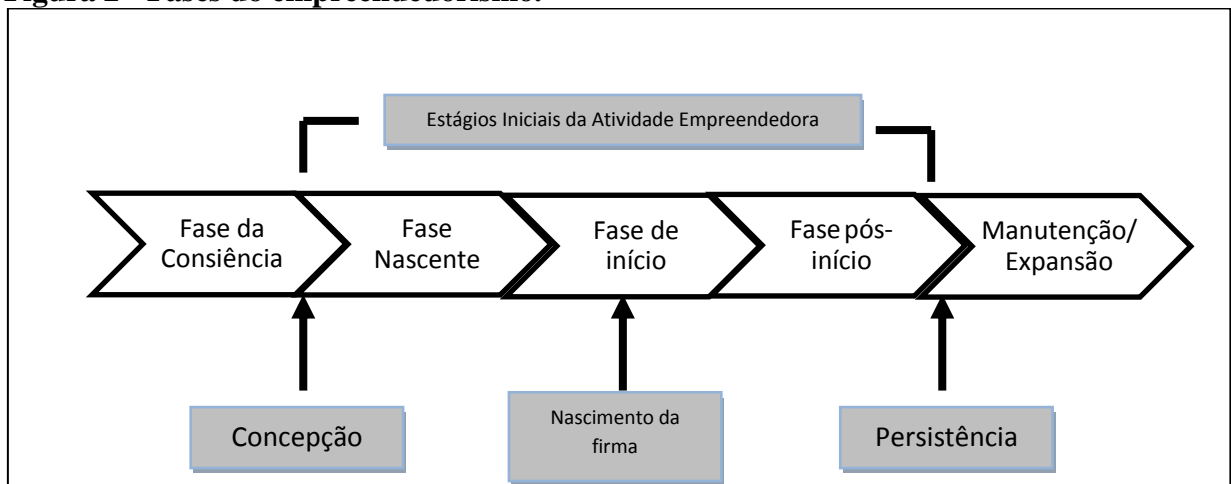 Figura 1 - Fases do empreendedorismo.
Estágios Iniciais da Atividade Empreendedora
Fase da
Consiência
Fase
Nascente
Fase de
início
Fase pós-
início
Manutenção/
Expansão
Concepção
Nascimento da
firma
Persistência